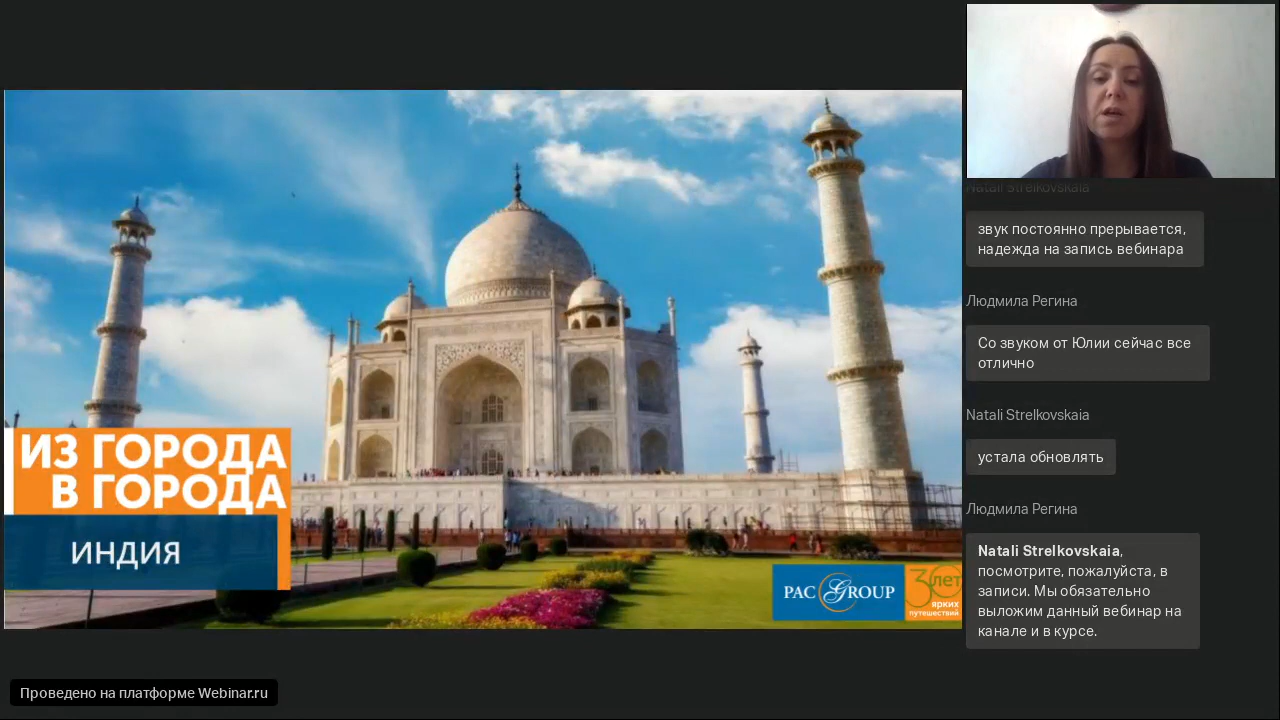 ИЗ ГОРОДА
В ГОРОДА
ИНДИЯ
PAC GROUP
30 лет
ярких
путешествий
Проведено на платформе Webinar.ru
Natali Strelkovskaia
звук постоянно прерывается,
надежда на запись вебинара
Людмила Регина
Со звуком от Юлии сейчас все
отлично
Natali Strelkovskaia
устала обновлять
Людмила Регина
Natali Strelkovskaia,
посмотрите, пожалуйста, в
записи. Мы обязательно
выложим данный вебинар на
канале и в курсе.